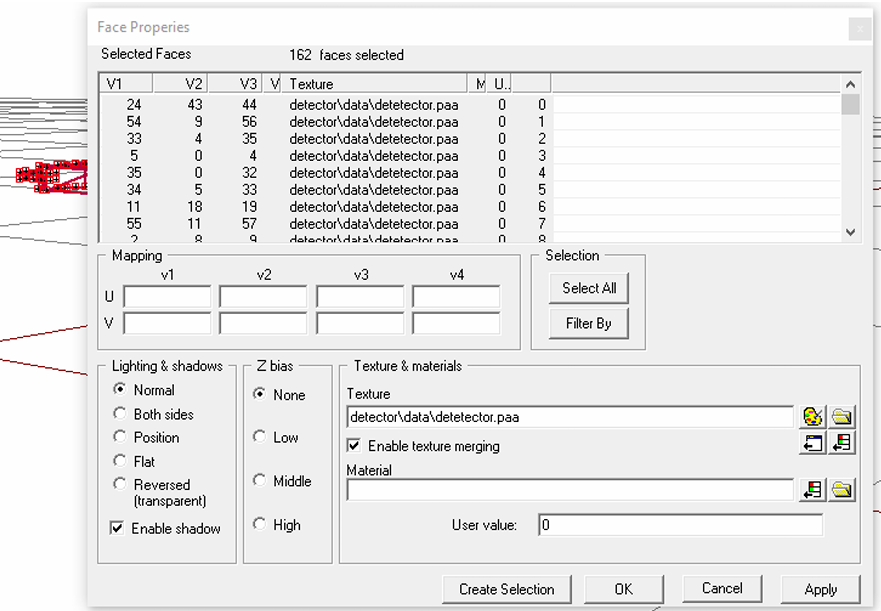 Face Properies
Selected Faces 162 faces selected
V1 V2 V3 V Texture M U..
24 43 44 detector\data\detetector.paa 0 0
54 9 56 detector\data\detetector.paa 0 1
33 4 35 detector\data\detetector.paa 0 2
5 0 4 detector\data\detetector.paa 0 3
35 0 32 detector\data\detetector.paa 0 4
34 5 33 detector\data\detetector.paa 0 5
11 18 19 detector\data\detetector.paa 0 6
55 11 57 detector\data\detetector.paa 0 7
2 8 9 detector\data\detetector.paa 0 8
Mapping
v1 v2 v3 v4
U
V
Selection
Select All
Filter By
Lighting & shadows
Normal
Both sides
Position
Flat
Reversed
(transparent)
Enable shadow
Z bias
None
Low
Middle
High
Texture & materials
Texture
detector\data\detetector.paa
Enable texture merging
Material
User value: 0
Create Selection OK Cancel Apply